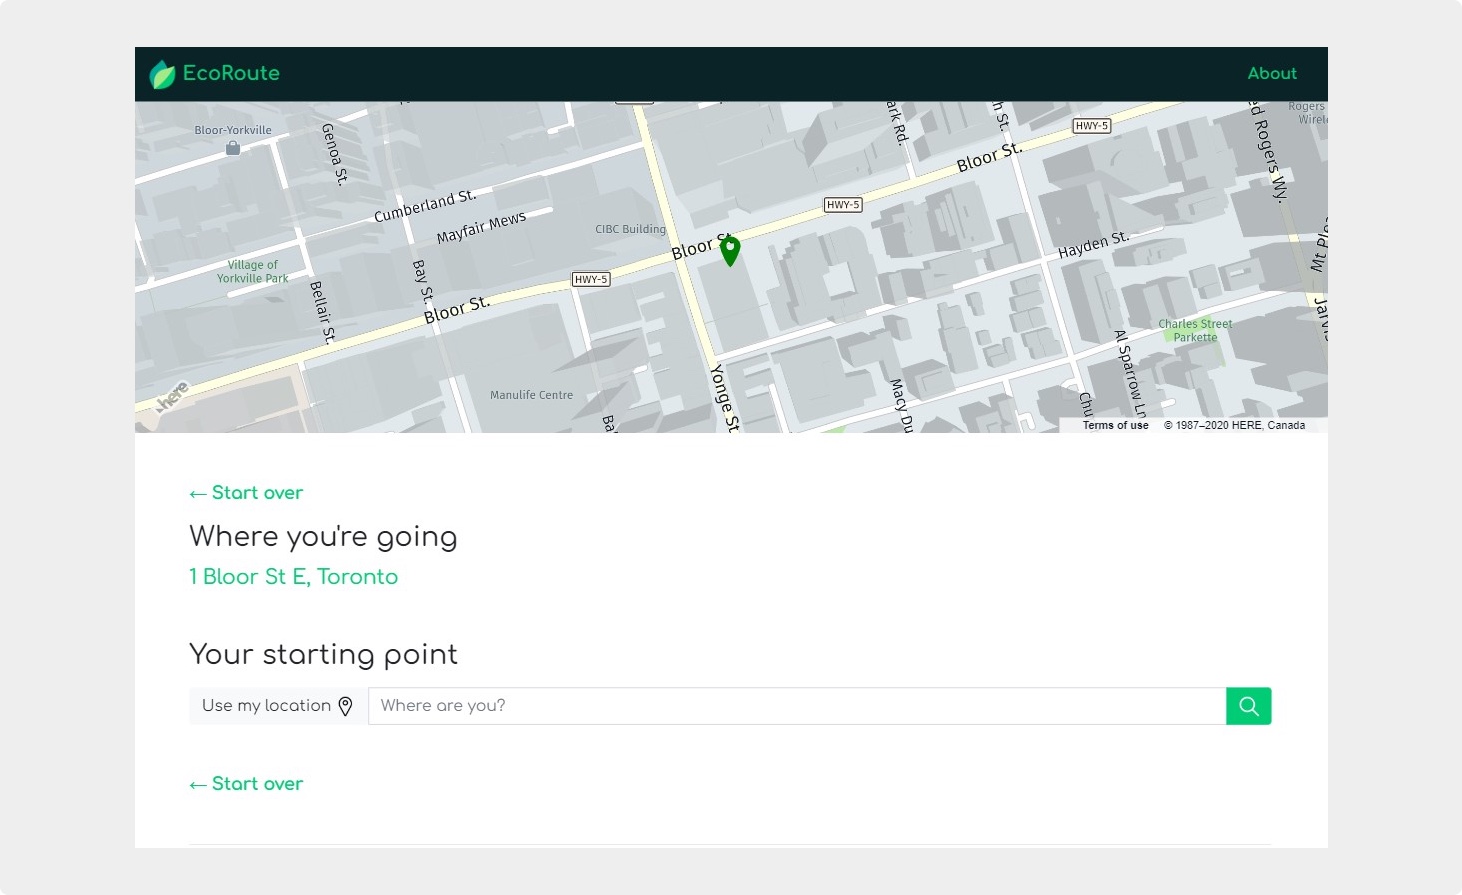 EcoRoute
About
Bloor-Yorkville
Genoa St.
ark Rd.
h St.
HWY-5
ed Rogers Wy.
Rogers
Wirele
Bloor St.
Cumberland St.
Mayfair Mews
HWY-5
CIBC Building
Bloor St
Hayden St.
Mt Ple
Village of
Yorkville Park
Bay St.
HWY-5
Bellair St.
Bloor St.
Jarvis
Charles Street
Parkette
Al Sparrow Ln
here
Manulife Centre
Yonge St
Macy Du
Chu
Ba
Terms of use
© 1987–2020 HERE, Canada
← Start over
Where you're going
1 Bloor St E, Toronto
Your starting point
Use my location
Where are you?
← Start over